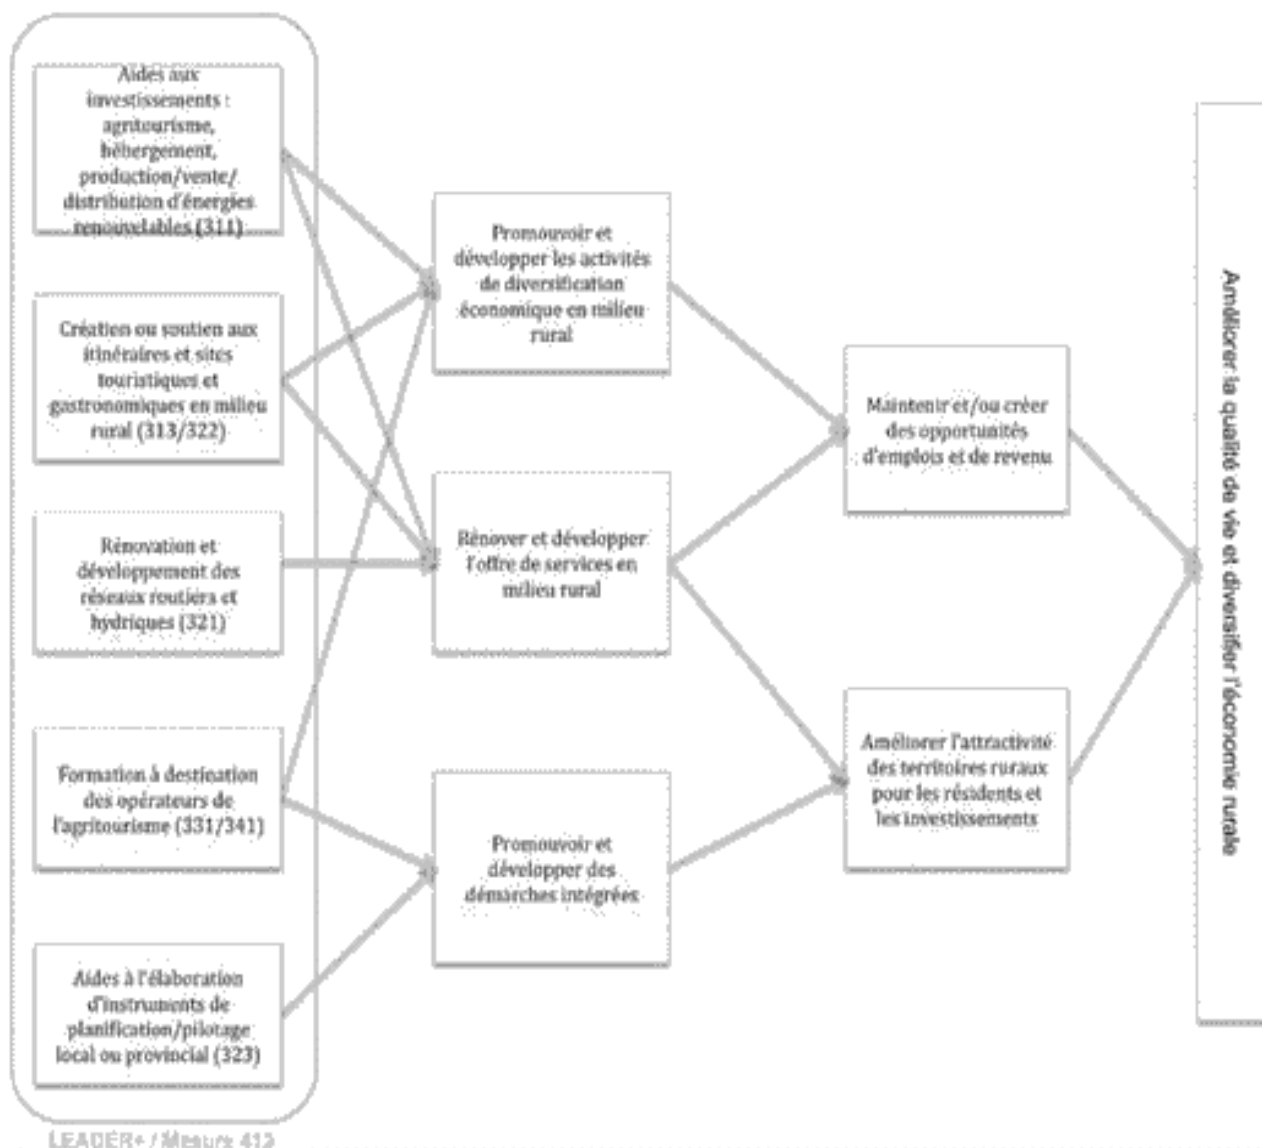 Aides aux
investissements :
agritourisme,
hébergement,
production/vente/
distribution d'énergies
renouvelables (311)
Création ou soutien aux
itinéraires et sites
touristiques et
gastronomiques en milieu
rural (313/322)
Rénovation et
développement des
réseaux routiers et
hydriques (321)
Formation à destination
des opérateurs de
l'agritourisme (331/341)
Aides à l'élaboration
d'instruments de
planification/pilotage
local ou provincial (323)
LEADER+ / Mesure 413
Promouvoir et
développer les activités
de diversification
économique en milieu
rural
Rénover et développer
l'offre de services en
milieu rural
Promouvoir et
développer des
démarches intégrées
Maintenir et/ou créer
des opportunités
d'emplois et de revenu
Améliorer l'attractivité
des territoires ruraux
pour les résidents et
les investissements
Améliorer la qualité de vie et diversifier l'économie rurale